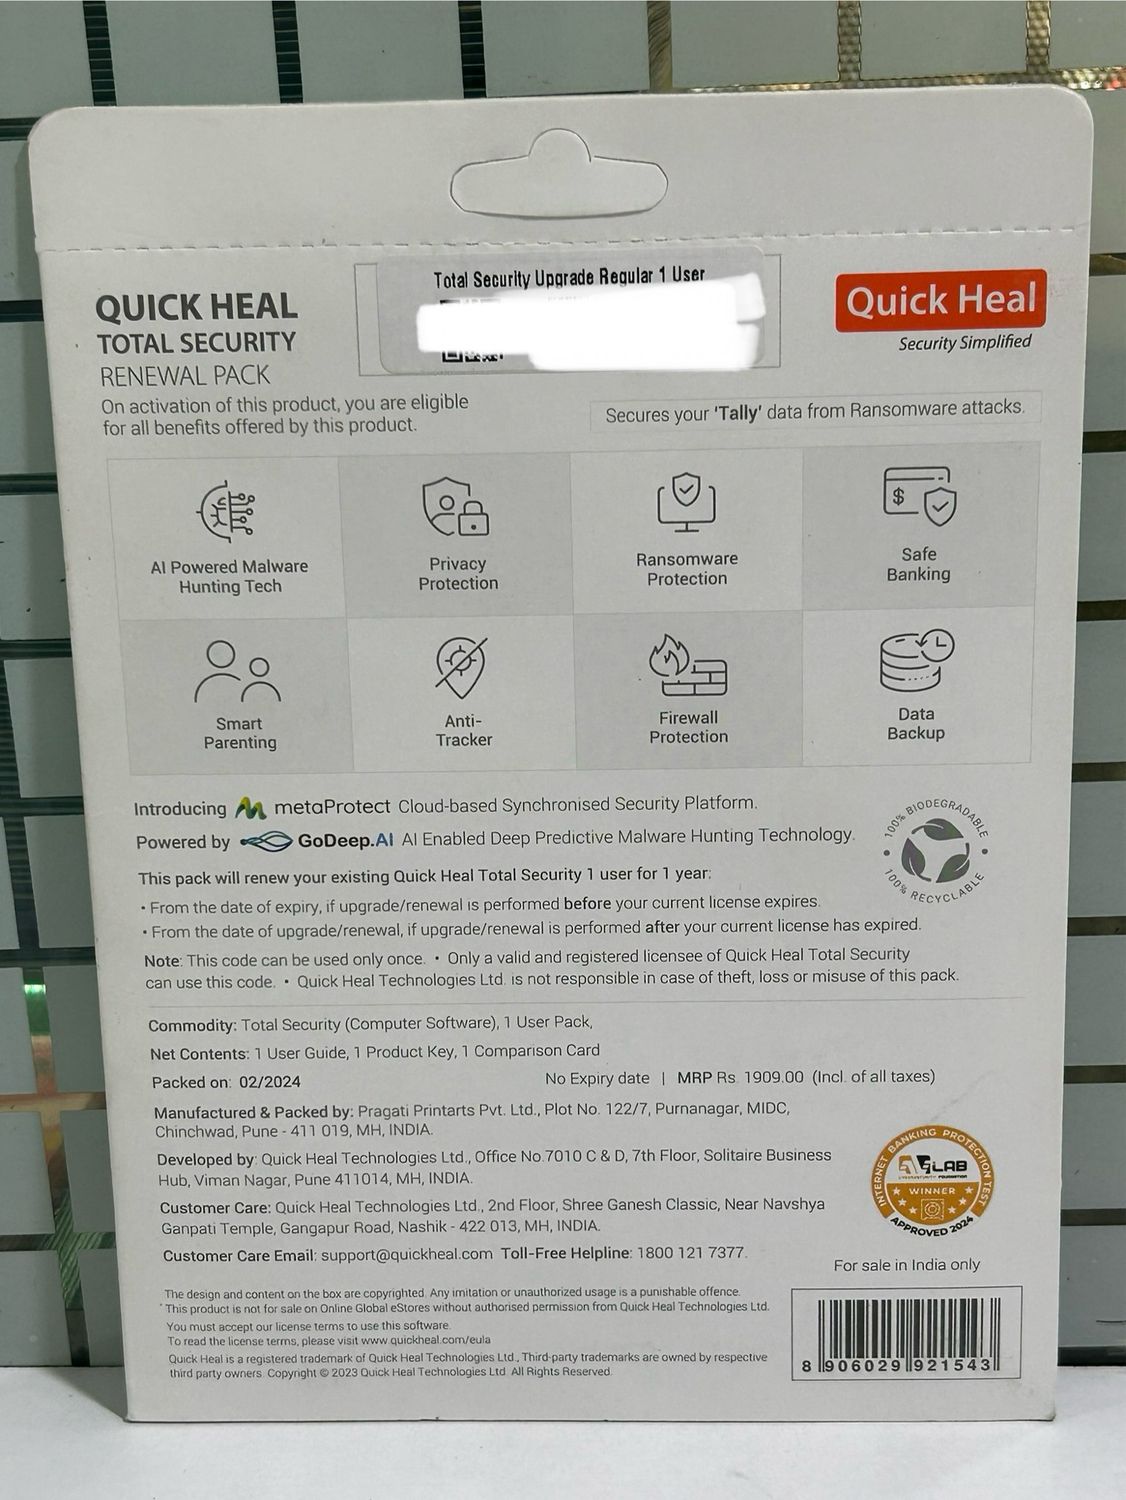 Total Security Upgrade Regular 1 User
QUICK HEAL
TOTAL SECURITY
RENEWAL PACK
Quick Heal
Security Simplified
On activation of this product, you are eligible
for all benefits offered by this product.
Secures your 'Tally' data from Ransomware attacks.
AI Powered Malware
Hunting Tech
Privacy
Protection
Ransomware
Protection
Safe
Banking
Smart
Parenting
Anti-
Tracker
Firewall
Protection
Data
Backup
Introducing metaProtect Cloud-based Synchronised Security Platform.
Powered by GoDeep.AI AI Enabled Deep Predictive Malware Hunting Technology.
100% BIODEGRADABLE
100% RECYCLABLE
This pack will renew your existing Quick Heal Total Security 1 user for 1 year:
• From the date of expiry, if upgrade/renewal is performed before your current license expires.
• From the date of upgrade/renewal, if upgrade/renewal is performed after your current license has expired.
Note: This code can be used only once. • Only a valid and registered licensee of Quick Heal Total Security
can use this code. • Quick Heal Technologies Ltd. is not responsible in case of theft, loss or misuse of this pack.
Commodity: Total Security (Computer Software), 1 User Pack,
Net Contents: 1 User Guide, 1 Product Key, 1 Comparison Card
Packed on: 02/2024 No Expiry date | MRP Rs. 1909.00 (Incl. of all taxes)
Manufactured & Packed by: Pragati Printarts Pvt. Ltd., Plot No. 122/7, Purnanagar, MIDC,
Chinchwad, Pune - 411 019, MH, INDIA.
Developed by: Quick Heal Technologies Ltd., Office No.7010 C & D, 7th Floor, Solitaire Business
Hub, Viman Nagar, Pune 411014, MH, INDIA.
Customer Care: Quick Heal Technologies Ltd., 2nd Floor, Shree Ganesh Classic, Near Navshya
Ganpati Temple, Gangapur Road, Nashik - 422 013, MH, INDIA.
Customer Care Email: support@quickheal.com Toll-Free Helpline: 1800 121 7377.
INTERNET BANKING PROTECTION TEST
LAB
WINNER
APPROVED 2024
For sale in India only
The design and content on the box are copyrighted. Any imitation or unauthorized usage is a punishable offence.
*This product is not for sale on Online Global eStores without authorised permission from Quick Heal Technologies Ltd.
You must accept our license terms to use this software.
To read the license terms, please visit www.quickheal.com/eula
Quick Heal is a registered trademark of Quick Heal Technologies Ltd., Third-party trademarks are owned by respective
third party owners. Copyright © 2023 Quick Heal Technologies Ltd. All Rights Reserved.
8 906029 921543